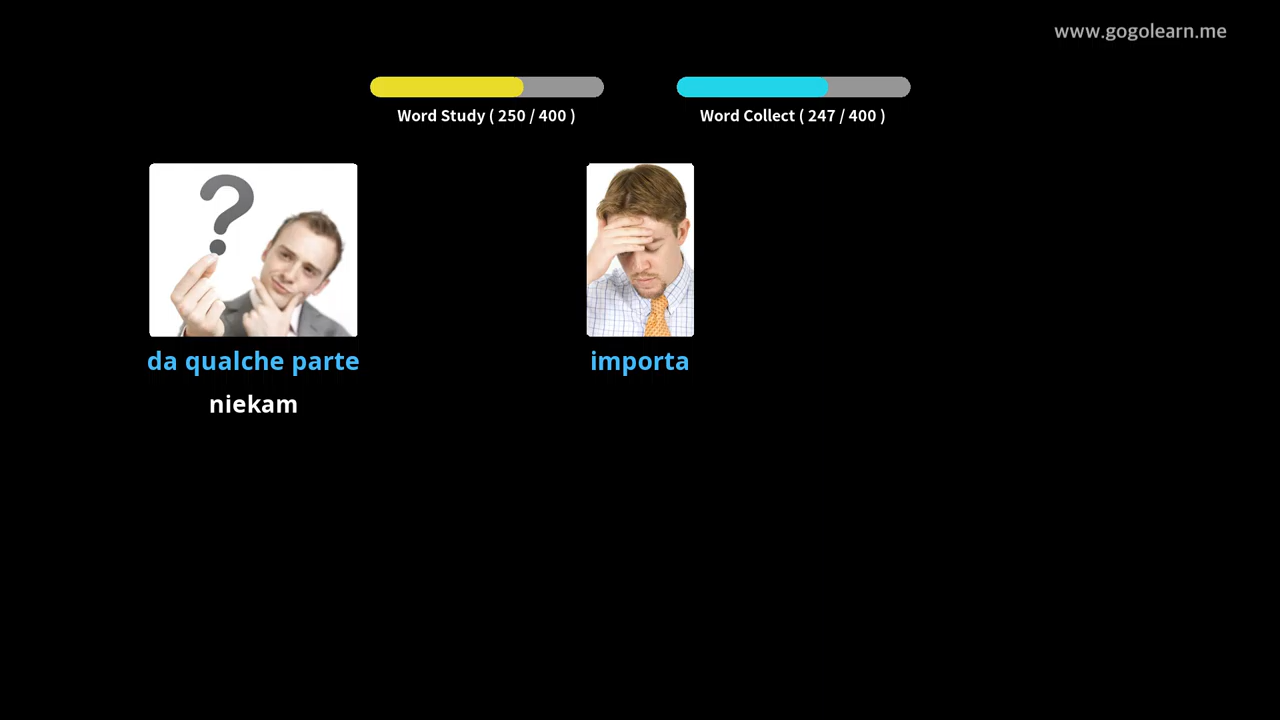 www.gogolearn.me
Word Study ( 250 / 400 )
Word Collect ( 247 / 400 )
?
da qualche parte
importa
niekam